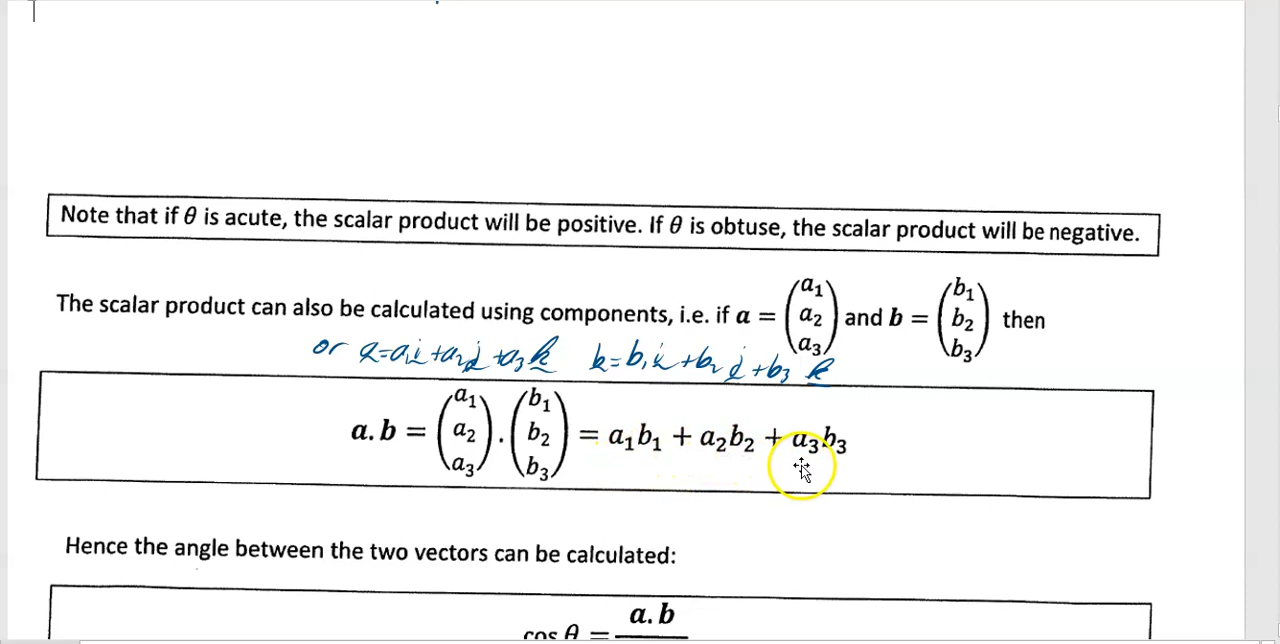 Note that if θ is acute, the scalar product will be positive. If θ is obtuse, the scalar product will be negative.
The scalar product can also be calculated using components, i.e. if a = (a₁ a₂ a₃) and b = (b₁ b₂ b₃) then
or a=a₁i+a₂j+a₃k b=b₁i+b₂j+b₃k
a.b = (a₁ a₂ a₃).(b₁ b₂ b₃) = a₁b₁ + a₂b₂ + a₃b₃
Hence the angle between the two vectors can be calculated:
cos θ = a.b